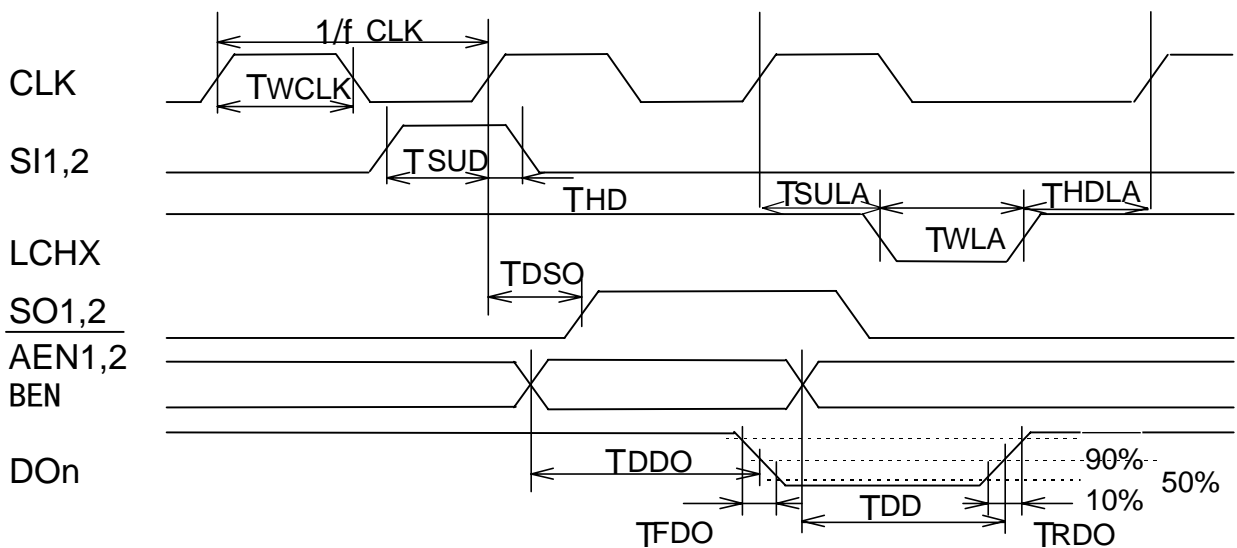 1/f CLK
CLK
TWCLK
SI1,2
TSUD
THD
TSULA
THDLA
LCHX
TWLA
TDSO
SO1,2
AEN1,2
BEN
DOn
TDDO
90%
50%
TDD
10%
TFDO
TRDO